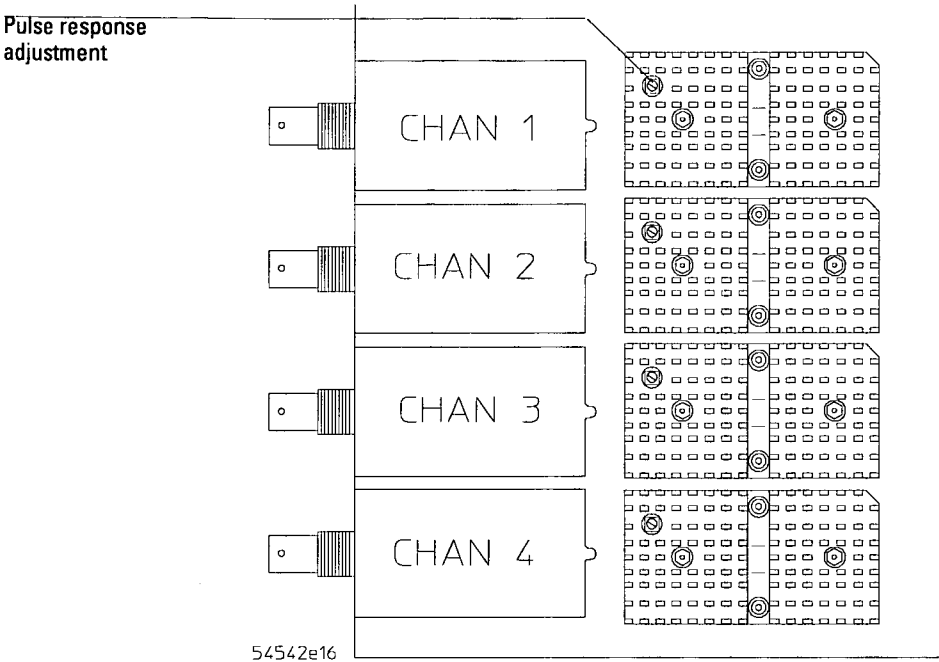 Pulse response
adjustment
CHAN 1
CHAN 2
CHAN 3
CHAN 4
54542e16